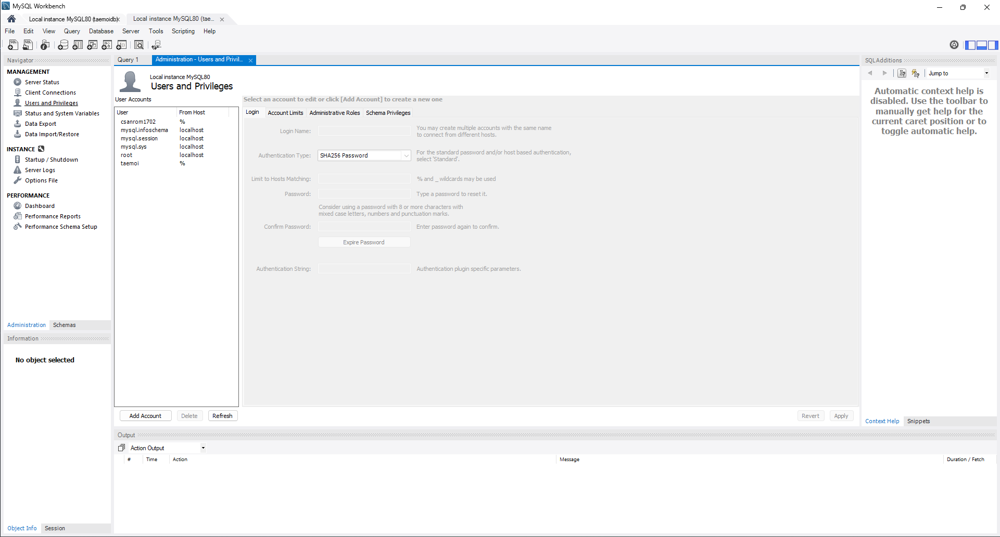 MySQL Workbench
Local instance MySQL80 (taemoidb)
Local instance MySQL80 (tae...
File Edit View Query Database Server Tools Scripting Help
Navigator
MANAGEMENT
Server Status
Client Connections
Users and Privileges
Status and System Variables
Data Export
Data Import/Restore
INSTANCE
Startup / Shutdown
Server Logs
Options File
PERFORMANCE
Dashboard
Performance Reports
Performance Schema Setup
Administration Schemas
Information
No object selected
Object Info Session
Query 1
Administration - Users and Privil...
Local instance MySQL80
Users and Privileges
User Accounts
User From Host
csanrom1702 %
mysql.infoschema localhost
mysql.session localhost
mysql.sys localhost
root localhost
taemoi %
Add Account Delete Refresh
Select an account to edit or click [Add Account] to create a new one
Login Account Limits Administrative Roles Schema Privileges
Login Name:
You may create multiple accounts with the same name
to connect from different hosts.
Authentication Type: SHA256 Password
For the standard password and/or host based authentication,
select 'Standard'.
Limit to Hosts Matching: % and _ wildcards may be used
Password: Type a password to reset it.
Consider using a password with 8 or more characters with
mixed case letters, numbers and punctuation marks.
Confirm Password: Enter password again to confirm.
Expire Password
Authentication String: Authentication plugin specific parameters.
Revert Apply
SQLAdditions
Jump to
Automatic context help is
disabled. Use the toolbar to
manually get help for the
current caret position or to
toggle automatic help.
Context Help Snippets
Output
Action Output
# Time Action Message Duration / Fetch